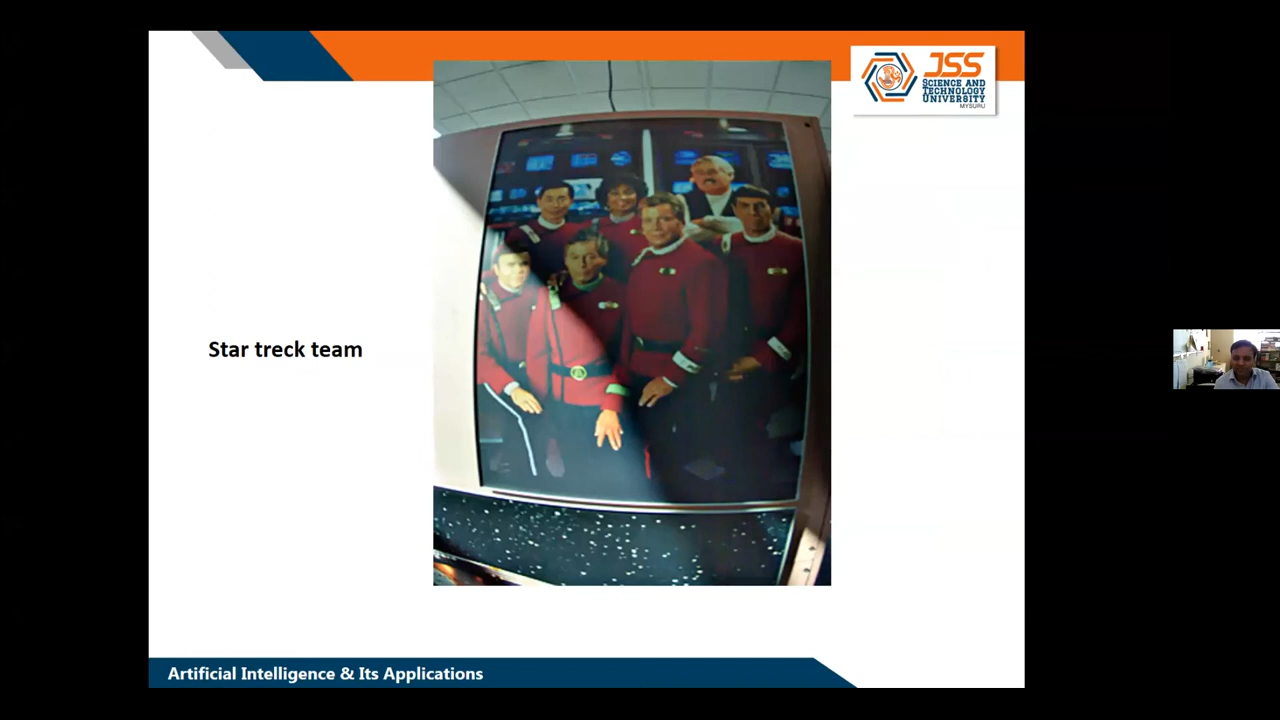 JSS
SCIENCE AND
TECHNOLOGY
UNIVERSITY
MYSURU
Star treck team
Artificial Intelligence & Its Applications